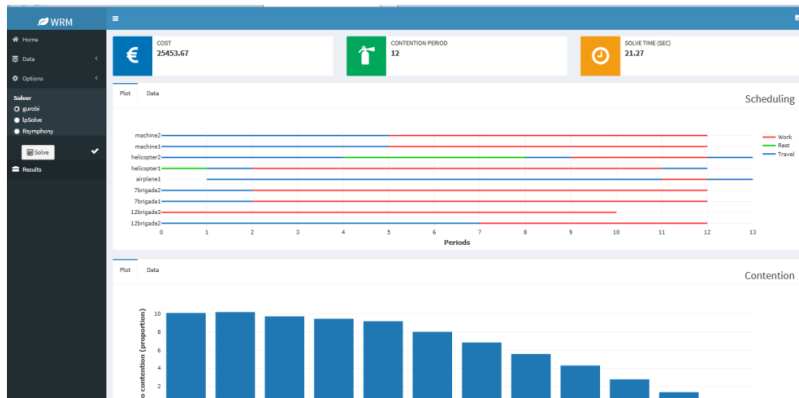 WRM
Home
Data
Options
Solver
gurobi
lpSolve
Rsymphony
Solve
Results
COST
25453.67
CONTENTION PERIOD
12
SOLVE TIME (SEC)
21.27
Plot Data
Scheduling
machine2
machine1
helicopter2
helicopter1
airplane1
7brigade2
7brigade1
12brigade3
12brigade2
0 1 2 3 4 5 6 7 8 9 10 11 12 13
Periods
Work
Rest
Travel
Plot Data
Contention
10
8
6
4
2
o contention (proportion)